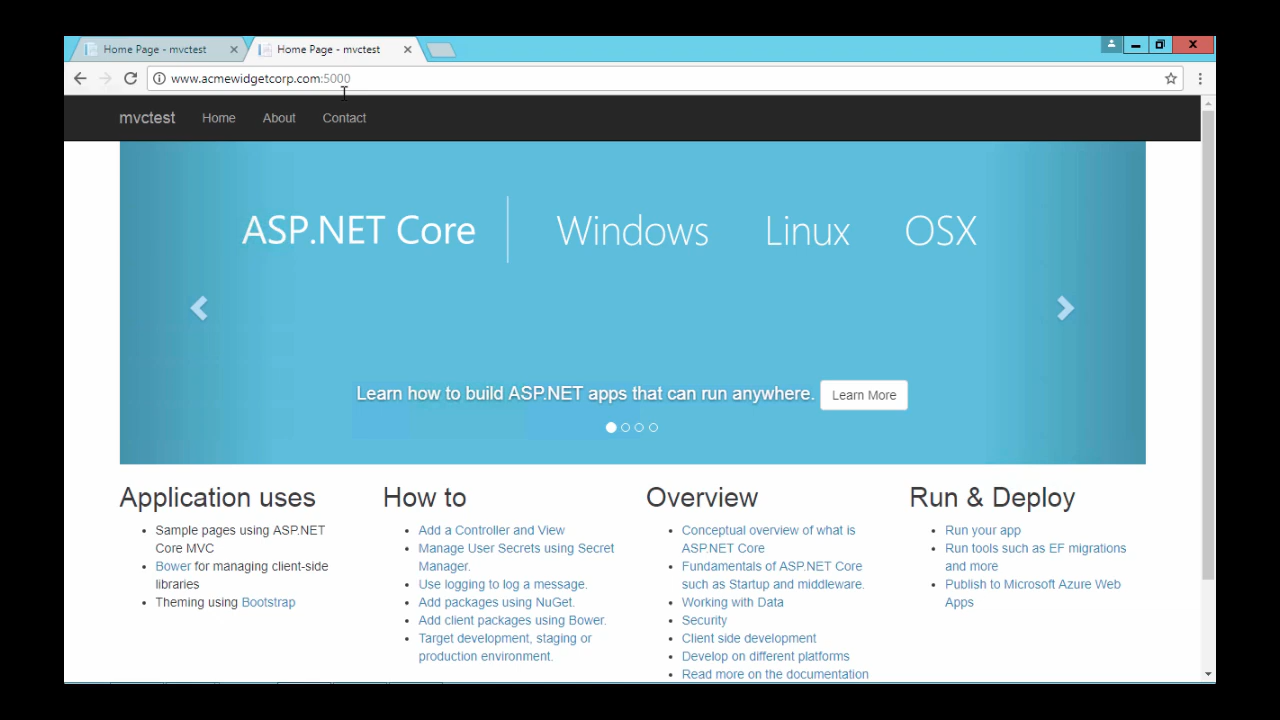 Home Page - mvctest
Home Page - mvctest
www.acmewidgetcorp.com:5000
mvctest Home About Contact
ASP.NET Core Windows Linux OSX
Learn how to build ASP.NET apps that can run anywhere. Learn More
Application uses
Sample pages using ASP.NET
Core MVC
Bower for managing client-side
libraries
Theming using Bootstrap
How to
Add a Controller and View
Manage User Secrets using Secret
Manager.
Use logging to log a message.
Add packages using NuGet.
Add client packages using Bower.
Target development, staging or
production environment.
Overview
Conceptual overview of what is
ASP.NET Core
Fundamentals of ASP.NET Core
such as Startup and middleware.
Working with Data
Security
Client side development
Develop on different platforms
Read more on the documentation
Run & Deploy
Run your app
Run tools such as EF migrations
and more
Publish to Microsoft Azure Web
Apps